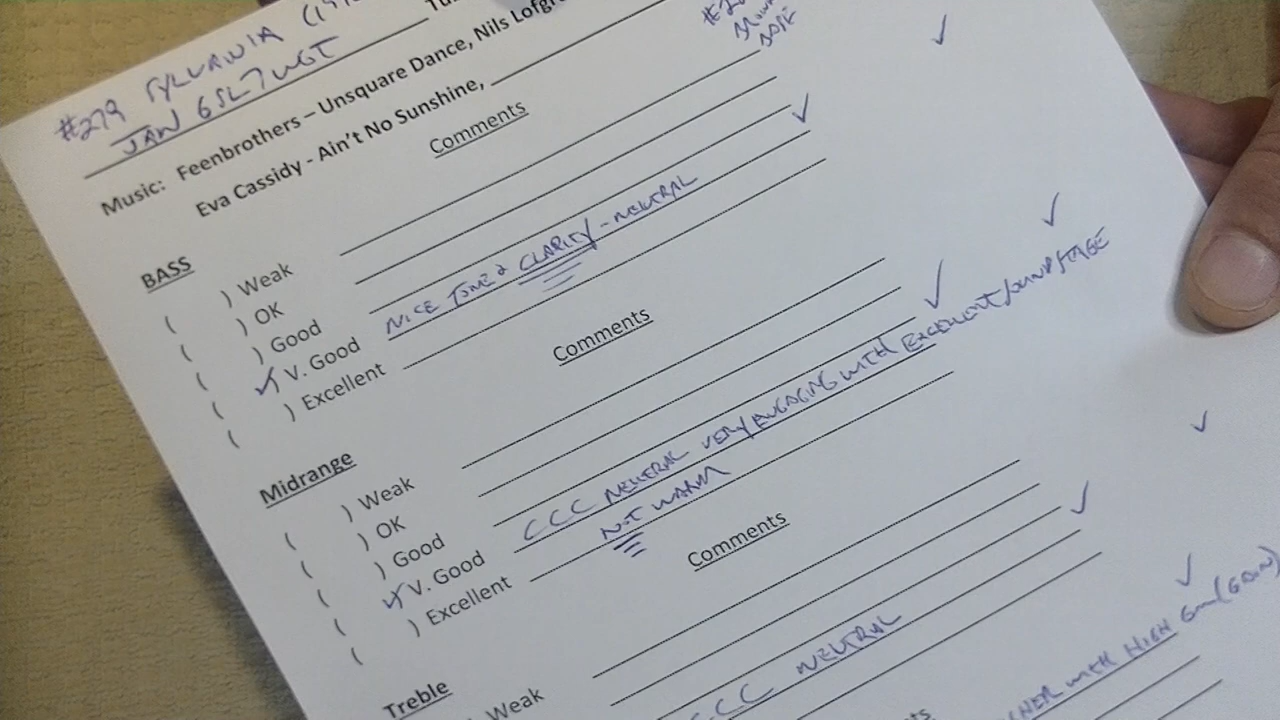 #279 SYLVANIA (19
JAN 6SL7WGT
Music: Feenbrothers – Unsquare Dance, Nils Lofgr
Eva Cassidy - Ain't No Sunshine,
Comments
BASS
( ) Weak
( ) OK
( ) Good
(✓) V. Good NICE TONE & CLARITY - NEUTRAL ✓
( ) Excellent
Comments
Midrange
( ) Weak
( ) OK
( ) Good
(✓) V. Good CCC NEUTRAL VERY ENGAGING WITH EXCELLENT SOUNDSTAGE ✓
( ) Excellent NOT WARM
Comments
Treble
) Weak
CCC NEUTRAL ✓
WITH HIGH GM (GAIN)